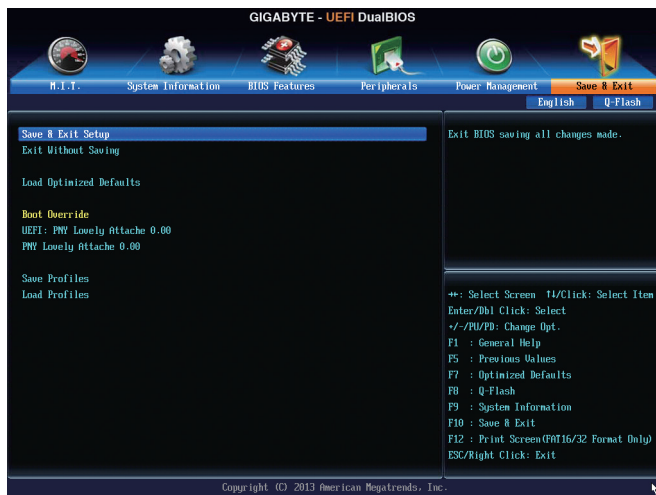 GIGABYTE - UEFI DualBIOS
M.I.T. System Information BIOS Features Peripherals Power Management Save & Exit
English Q-Flash
Save & Exit Setup
Exit Without Saving
Load Optimized Defaults
Boot Override
UEFI: PNY Lovely Attache 0.00
PNY Lovely Attache 0.00
Save Profiles
Load Profiles
Exit BIOS saving all changes made.
→←: Select Screen ↑↓/Click: Select Item
Enter/Dbl Click: Select
+/-/PU/PD: Change Opt.
F1 : General Help
F5 : Previous Values
F7 : Optimized Defaults
F8 : Q-Flash
F9 : System Information
F10 : Save & Exit
F12 : Print Screen(FAT16/32 Format Only)
ESC/Right Click: Exit
Copyright (C) 2013 American Megatrends, Inc.